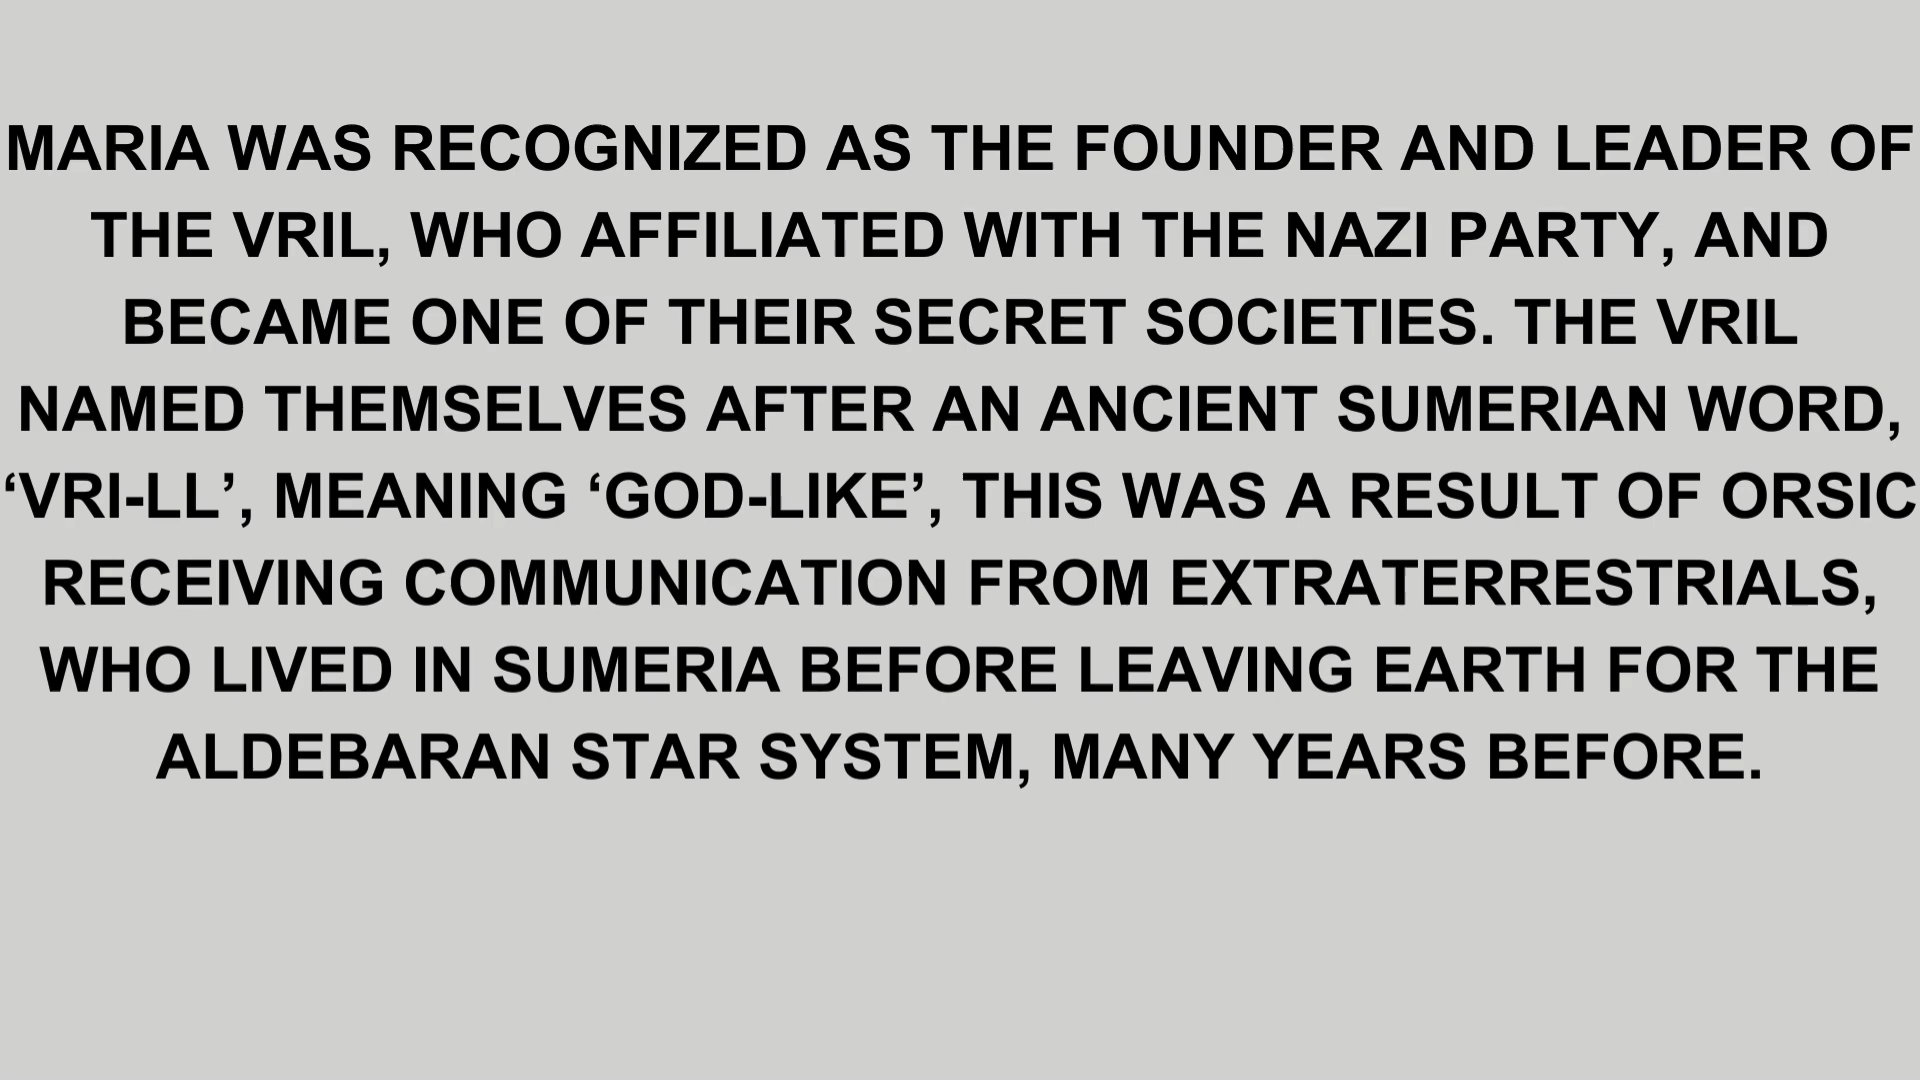 MARIA WAS RECOGNIZED AS THE FOUNDER AND LEADER OF
THE VRIL, WHO AFFILIATED WITH THE NAZI PARTY, AND
BECAME ONE OF THEIR SECRET SOCIETIES. THE VRIL
NAMED THEMSELVES AFTER AN ANCIENT SUMERIAN WORD,
‘VRI-LL’, MEANING ‘GOD-LIKE’, THIS WAS A RESULT OF ORSIC
RECEIVING COMMUNICATION FROM EXTRATERRESTRIALS,
WHO LIVED IN SUMERIA BEFORE LEAVING EARTH FOR THE
ALDEBARAN STAR SYSTEM, MANY YEARS BEFORE.